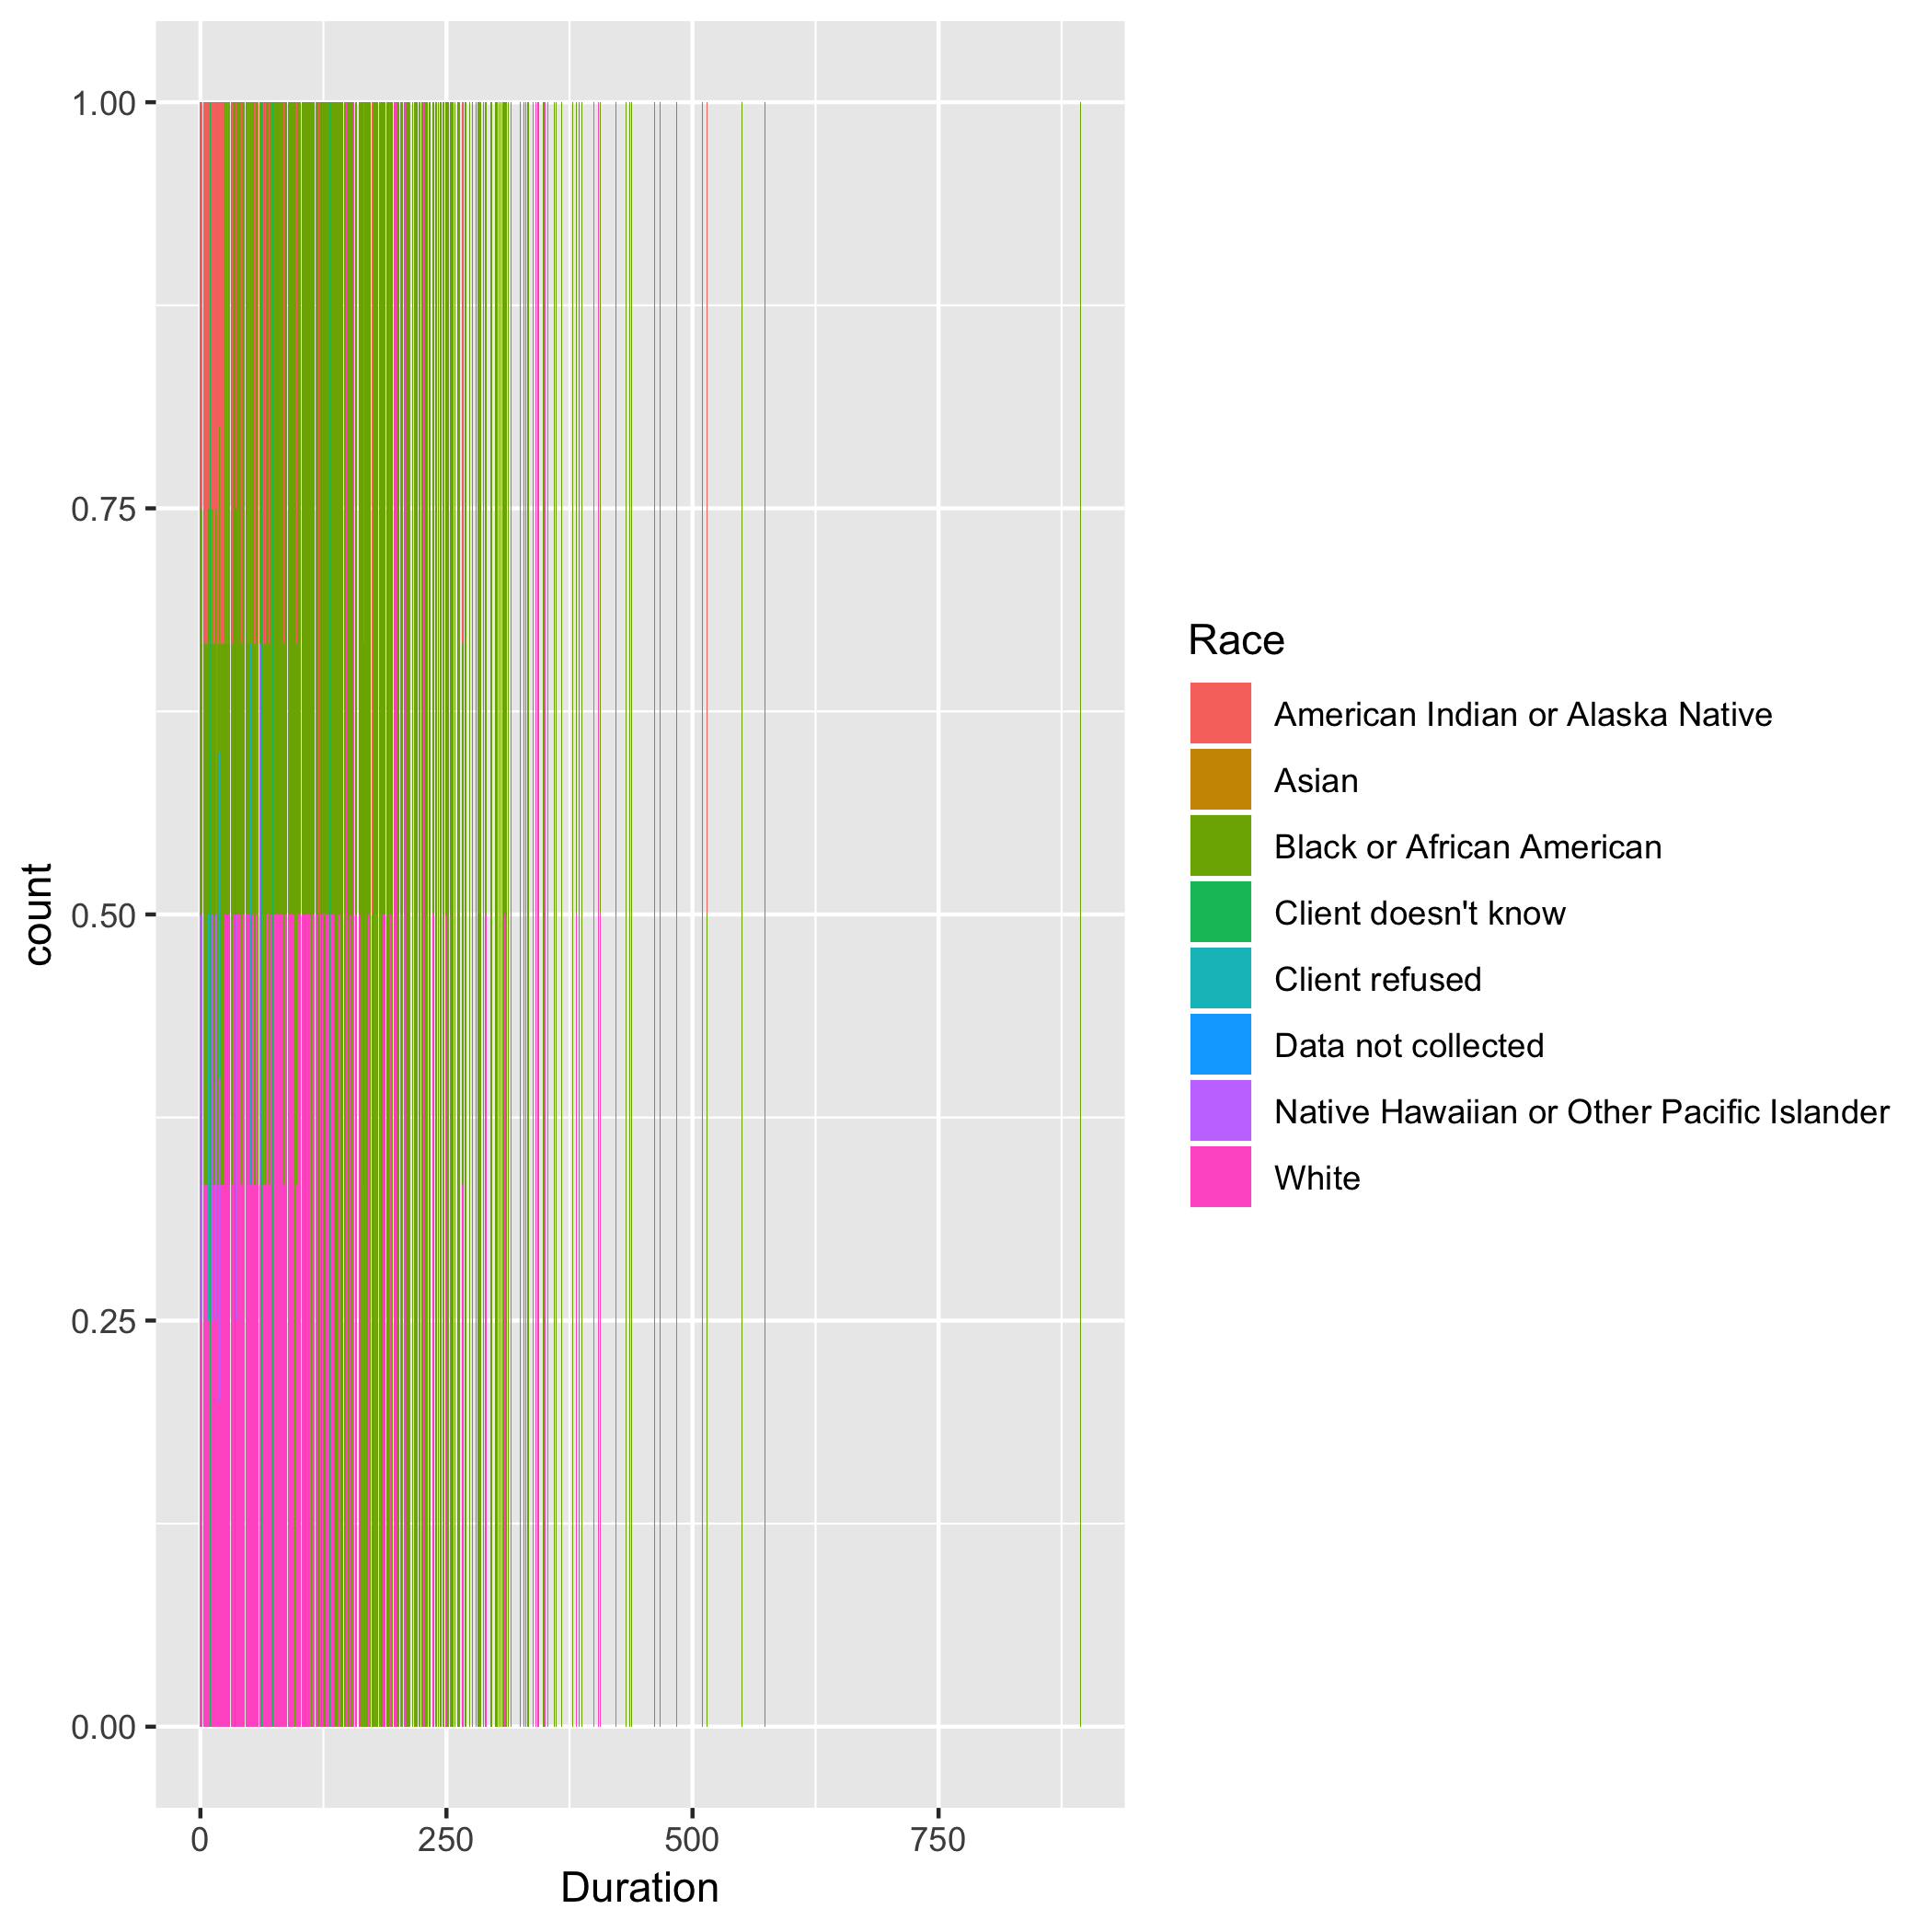 1.00
0.75
0.50
0.25
0.00
count
0
250
500
750
Duration
Race
American Indian or Alaska Native
Asian
Black or African American
Client doesn't know
Client refused
Data not collected
Native Hawaiian or Other Pacific Islander
White